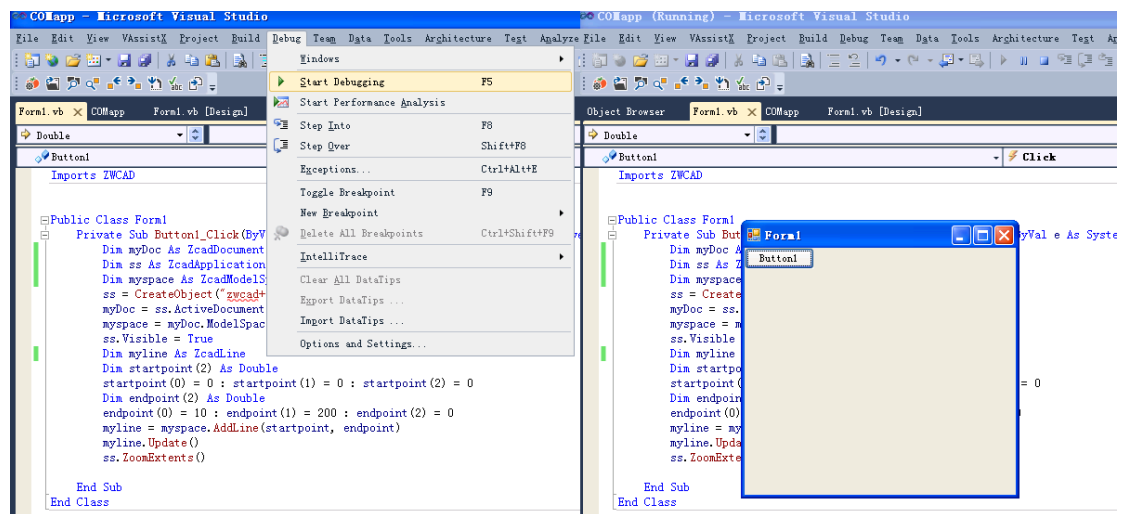 COMapp - Microsoft Visual Studio
File Edit View VAssistX Project Build Debug Team Data Tools Architecture Test Analyze
Windows
Start Debugging F5
Start Performance Analysis
Step Into F8
Step Over Shift+F8
Exceptions... Ctrl+Alt+E
Toggle Breakpoint F9
New Breakpoint
Delete All Breakpoints Ctrl+Shift+F9
IntelliTrace
Clear All DataTips
Export DataTips ...
Import DataTips ...
Options and Settings...
Form1.vb COMapp Form1.vb [Design]
Double
Button1
Imports ZWCAD
Public Class Form1
Private Sub Button1_Click(ByV
Dim myDoc As ZcadDocument
Dim ss As ZcadApplication
Dim myspace As ZcadModelS
ss = CreateObject("zwcad+
myDoc = ss.ActiveDocument
myspace = myDoc.ModelSpac
ss.Visible = True
Dim myline As ZcadLine
Dim startpoint(2) As Double
startpoint(0) = 0 : startpoint(1) = 0 : startpoint(2) = 0
Dim endpoint(2) As Double
endpoint(0) = 10 : endpoint(1) = 200 : endpoint(2) = 0
myline = myspace.AddLine(startpoint, endpoint)
myline.Update()
ss.ZoomExtents()
End Sub
End Class
COMapp (Running) - Microsoft Visual Studio
File Edit View VAssistX Project Build Debug Team Data Tools Architecture Test
Object Browser Form1.vb COMapp Form1.vb [Design]
Double
Button1 Click
Imports ZWCAD
Public Class Form1
Private Sub But yVal e As Syste
Dim myDoc A
Dim ss As Z
Dim myspace
ss = Create
myDoc = ss.
myspace = m
ss.Visible
Dim myline
Dim startpo
startpoint( = 0
Dim endpoin
endpoint(0)
myline = my
myline.Upda
ss.ZoomExte
End Sub
End Class
Form1
Button1